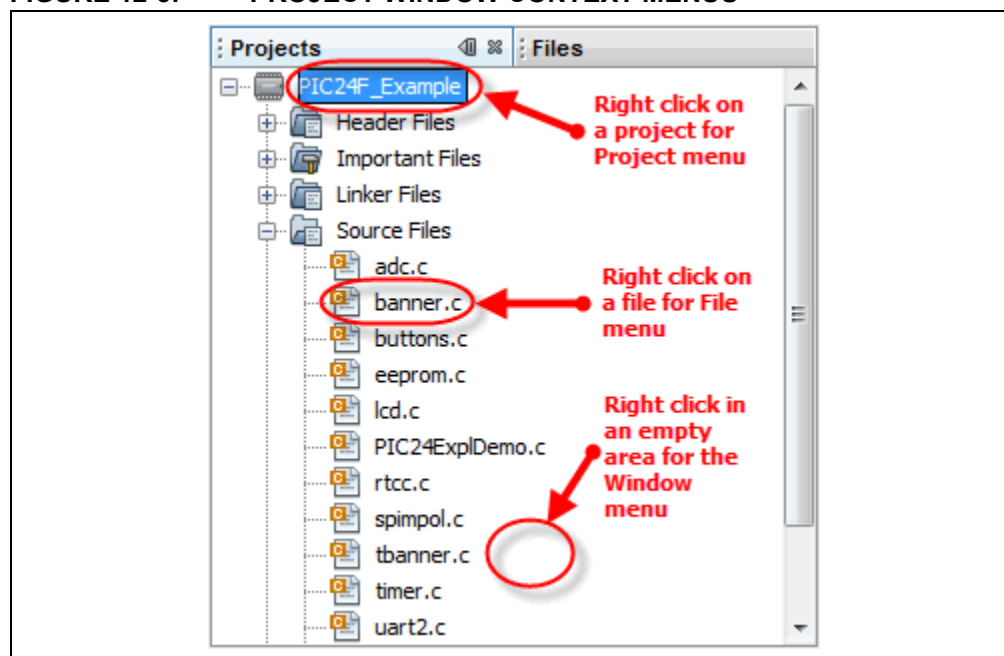 Projects
Files
PIC24F_Example
Header Files
Important Files
Linker Files
Source Files
adc.c
banner.c
buttons.c
eeprom.c
lcd.c
PIC24ExplDemo.c
rtcc.c
spimpol.c
tbanner.c
timer.c
uart2.c
Right click on
a project for
Project menu
Right click on
a file for File
menu
Right click in
an empty
area for the
Window
menu